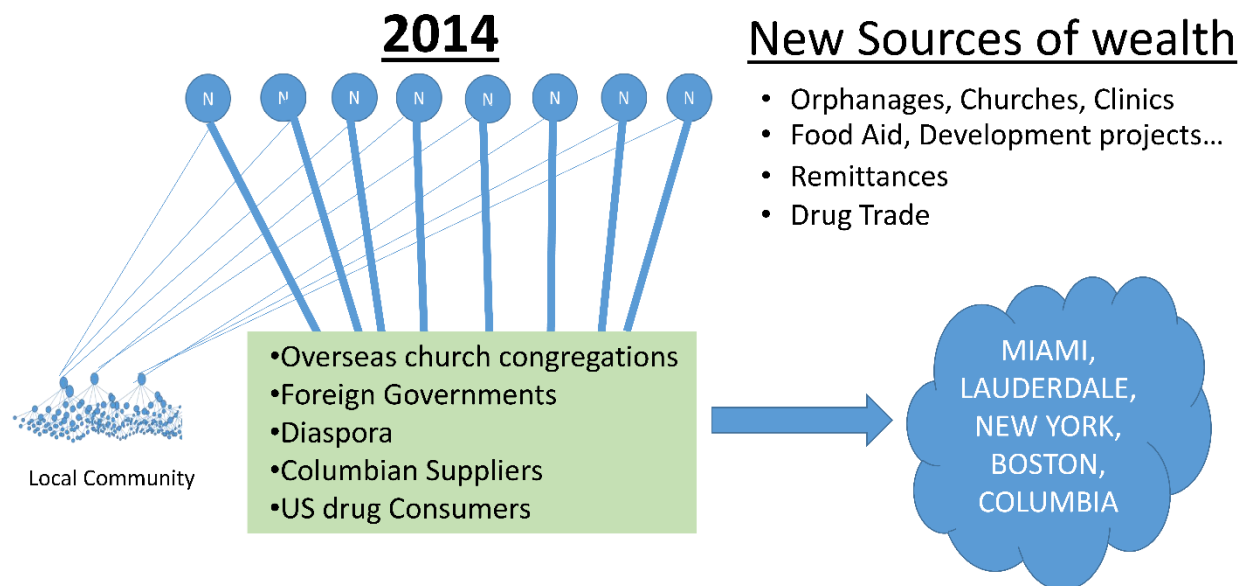 2014
New Sources of wealth
N N N N N N N N
• Orphanages, Churches, Clinics
• Food Aid, Development projects…
• Remittances
• Drug Trade
•Overseas church congregations
•Foreign Governments
•Diaspora
•Columbian Suppliers
•US drug Consumers
MIAMI,
LAUDERDALE,
NEW YORK,
BOSTON,
COLUMBIA
Local Community